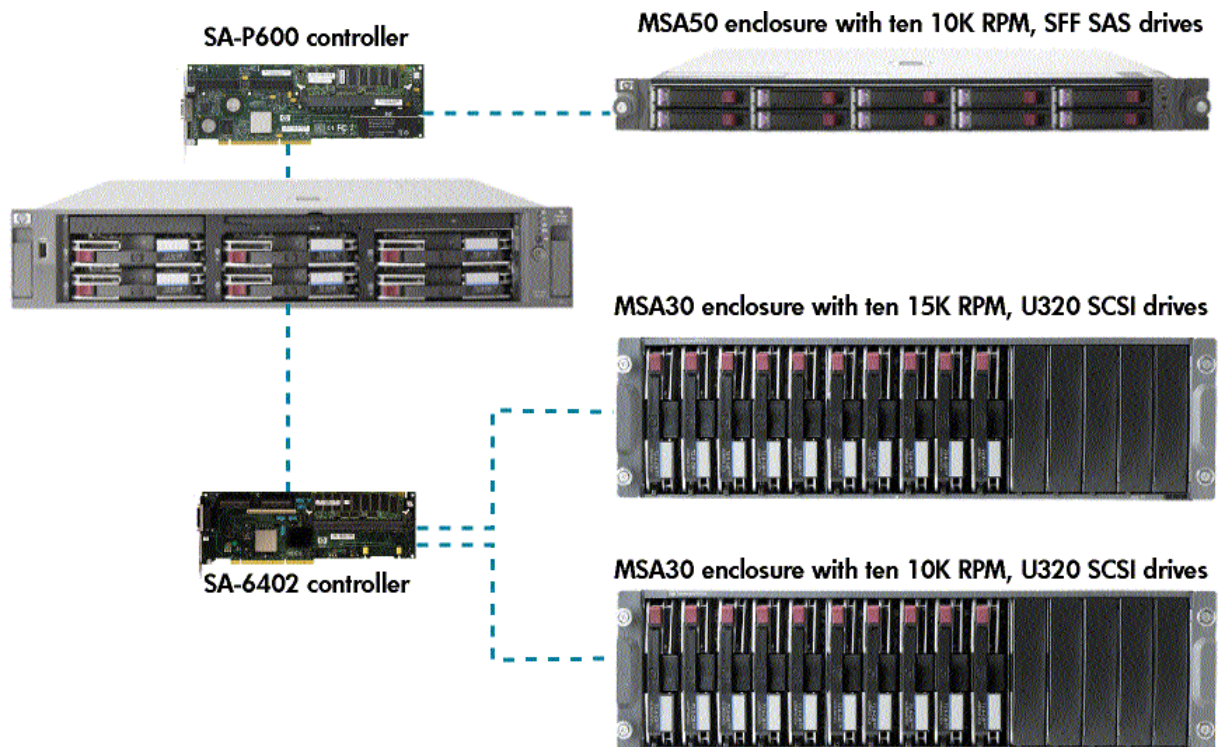 SA-P600 controller
MSA50 enclosure with ten 10K RPM, SFF SAS drives
MSA30 enclosure with ten 15K RPM, U320 SCSI drives
SA-6402 controller
MSA30 enclosure with ten 10K RPM, U320 SCSI drives